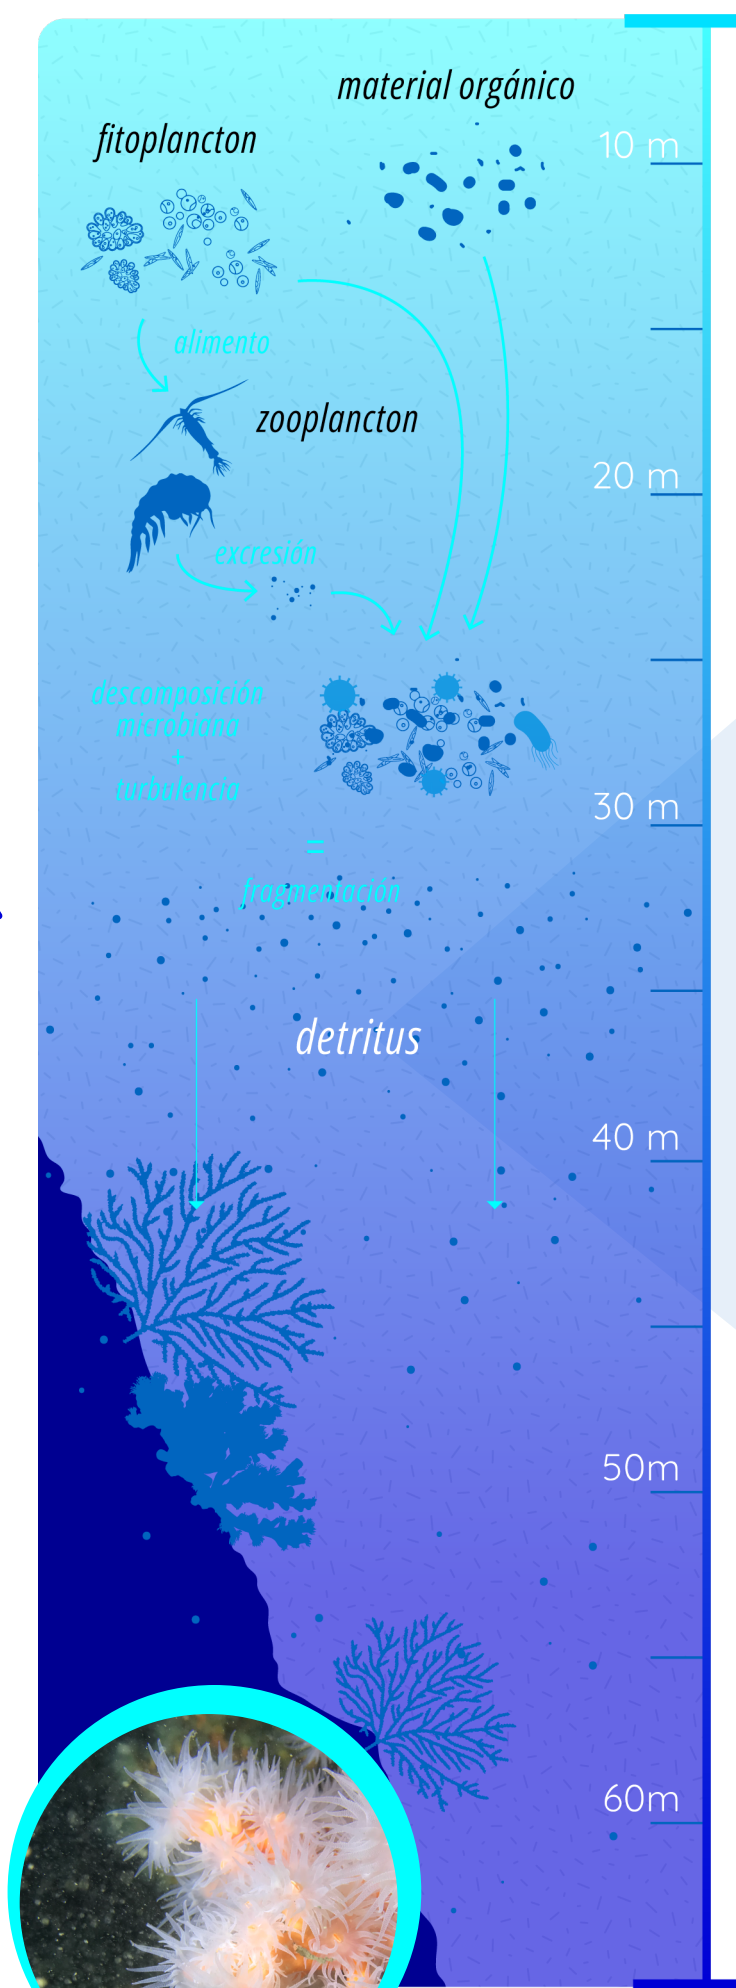 material orgánico
fitoplancton
10 m
alimento
zooplancton
20 m
excresión
descomposición
microbiana
+
turbulencia
30 m
=
fragmentación
detritus
40 m
50m
60m